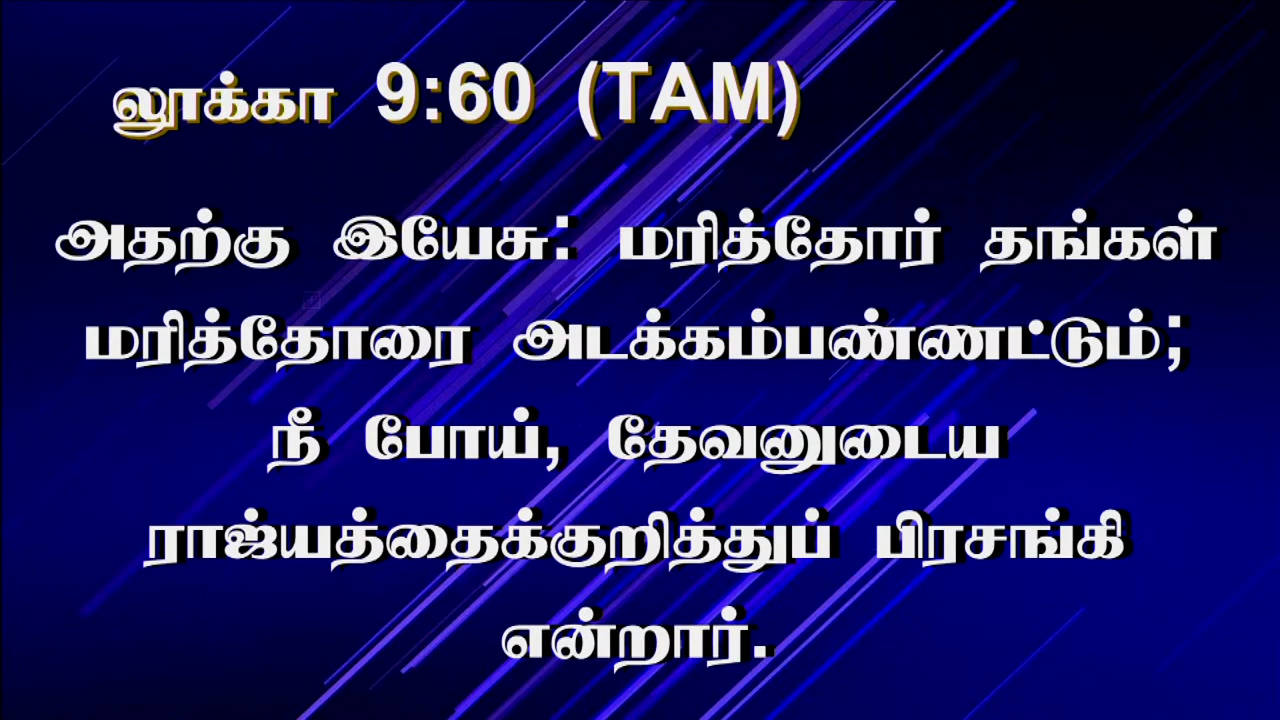 லூக்கா 9:60 (TAM)
அதற்கு இயேசு: மரித்தோர் தங்கள்
மரித்தோரை அடக்கம்பண்ணட்டும்;
நீ போய், தேவனுடைய
ராஜ்யத்தைக்குறித்துப் பிரசங்கி
என்றார்.